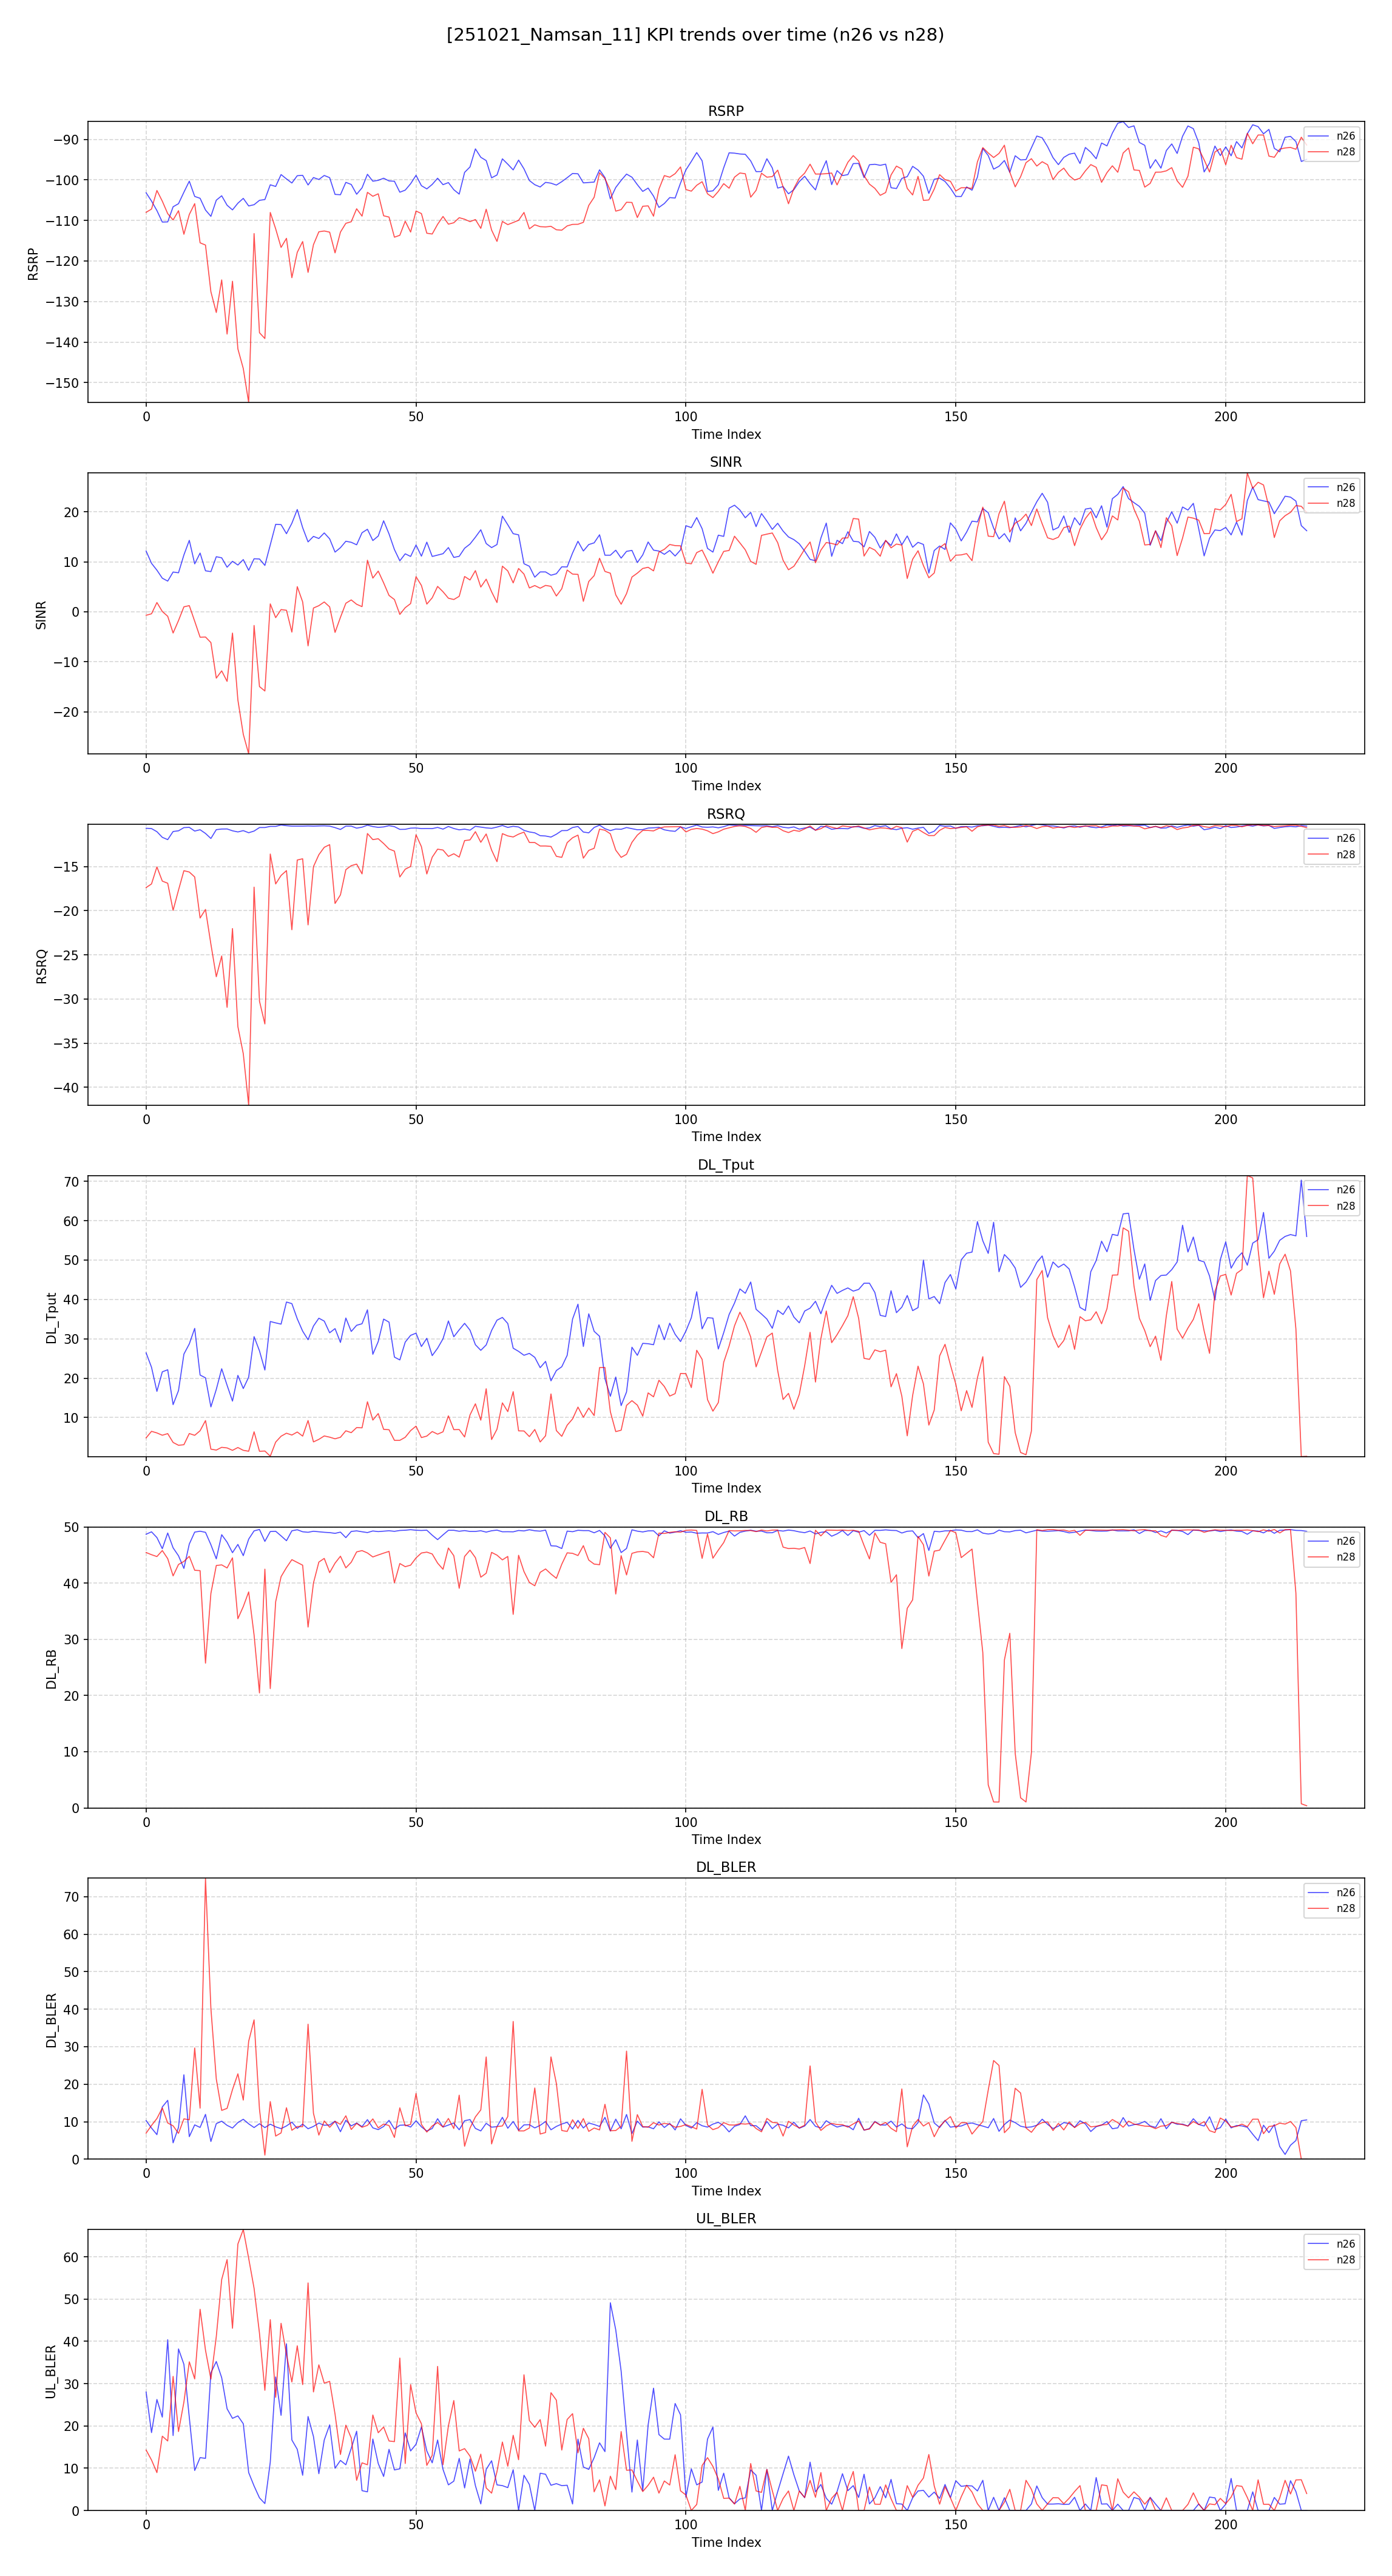 [251021_Namsan_11] KPI trends over time (n26 vs n28)
RSRP
−90
−100
−110
−120
−130
−140
−150
RSRP
n26
n28
0 50 100 150 200
Time Index
SINR
20
10
0
−10
−20
SINR
n26
n28
0 50 100 150 200
Time Index
RSRQ
−15
−20
−25
−30
−35
−40
RSRQ
n26
n28
0 50 100 150 200
Time Index
DL_Tput
70
60
50
40
30
20
10
DL_Tput
n26
n28
0 50 100 150 200
Time Index
DL_RB
50
40
30
20
10
0
DL_RB
n26
n28
0 50 100 150 200
Time Index
DL_BLER
70
60
50
40
30
20
10
0
DL_BLER
n26
n28
0 50 100 150 200
Time Index
UL_BLER
60
50
40
30
20
10
0
UL_BLER
n26
n28
0 50 100 150 200
Time Index